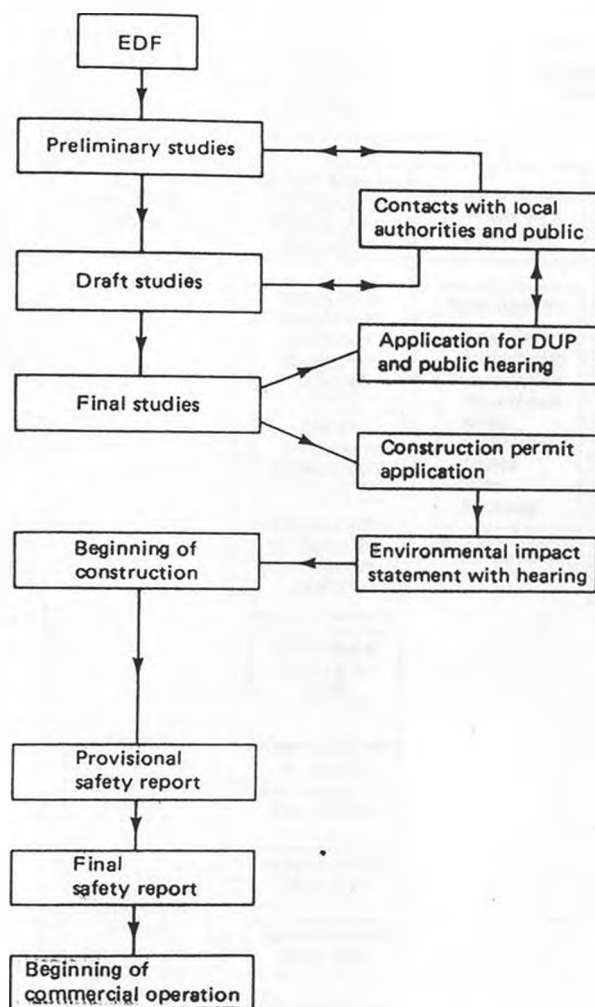 EDF
Preliminary studies
Contacts with local
authorities and public
Draft studies
Application for DUP
and public hearing
Final studies
Construction permit
application
Environmental impact
statement with hearing
Beginning of
construction
Provisional
safety report
Final
safety report
Beginning of
commercial operation